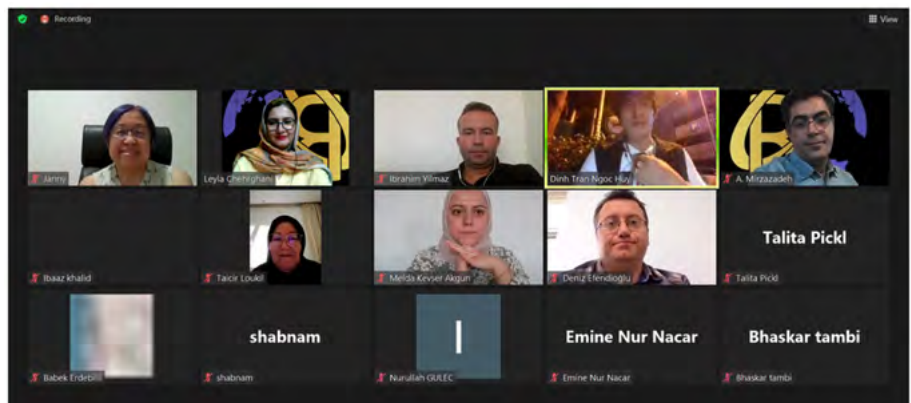 Recording
View
Janny
Leyla Chehrghani
Ibrahim Yilmaz
Dinh Tran Ngoc Huy
A. Mirzazadeh
Ibaaz khalid
Taicir Loukil
Melda Kevser Akgun
Deniz Efendioğlu
Talita Pickl
Talita Pickl
Babek Erdebilli
shabnam
shabnam
I
Nurullah GULEC
Emine Nur Nacar
Emine Nur Nacar
Bhaskar tambi
Bhaskar tambi